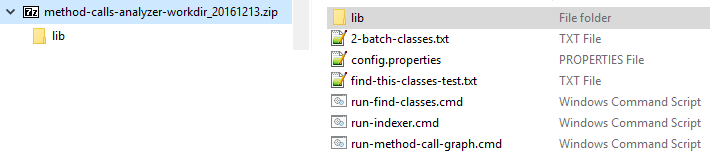 7z method-calls-analyzer-workdir_20161213.zip
lib
lib File folder
2-batch-classes.txt TXT File
config.properties PROPERTIES File
find-this-classes-test.txt TXT File
run-find-classes.cmd Windows Command Script
run-indexer.cmd Windows Command Script
run-method-call-graph.cmd Windows Command Script